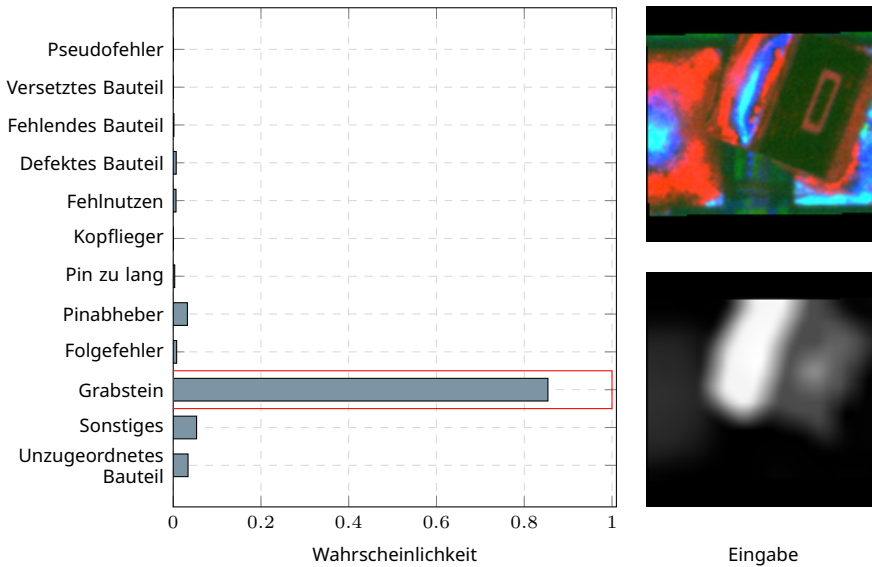 Pseudofehler
Versetztes Bauteil
Fehlendes Bauteil
Defektes Bauteil
Fehlnutzen
Kopflieger
Pin zu lang
Pinabheber
Folgefehler
Grabstein
Sonstiges
Unzugeordnetes
Bauteil
0 0.2 0.4 0.6 0.8 1
Wahrscheinlichkeit
Eingabe